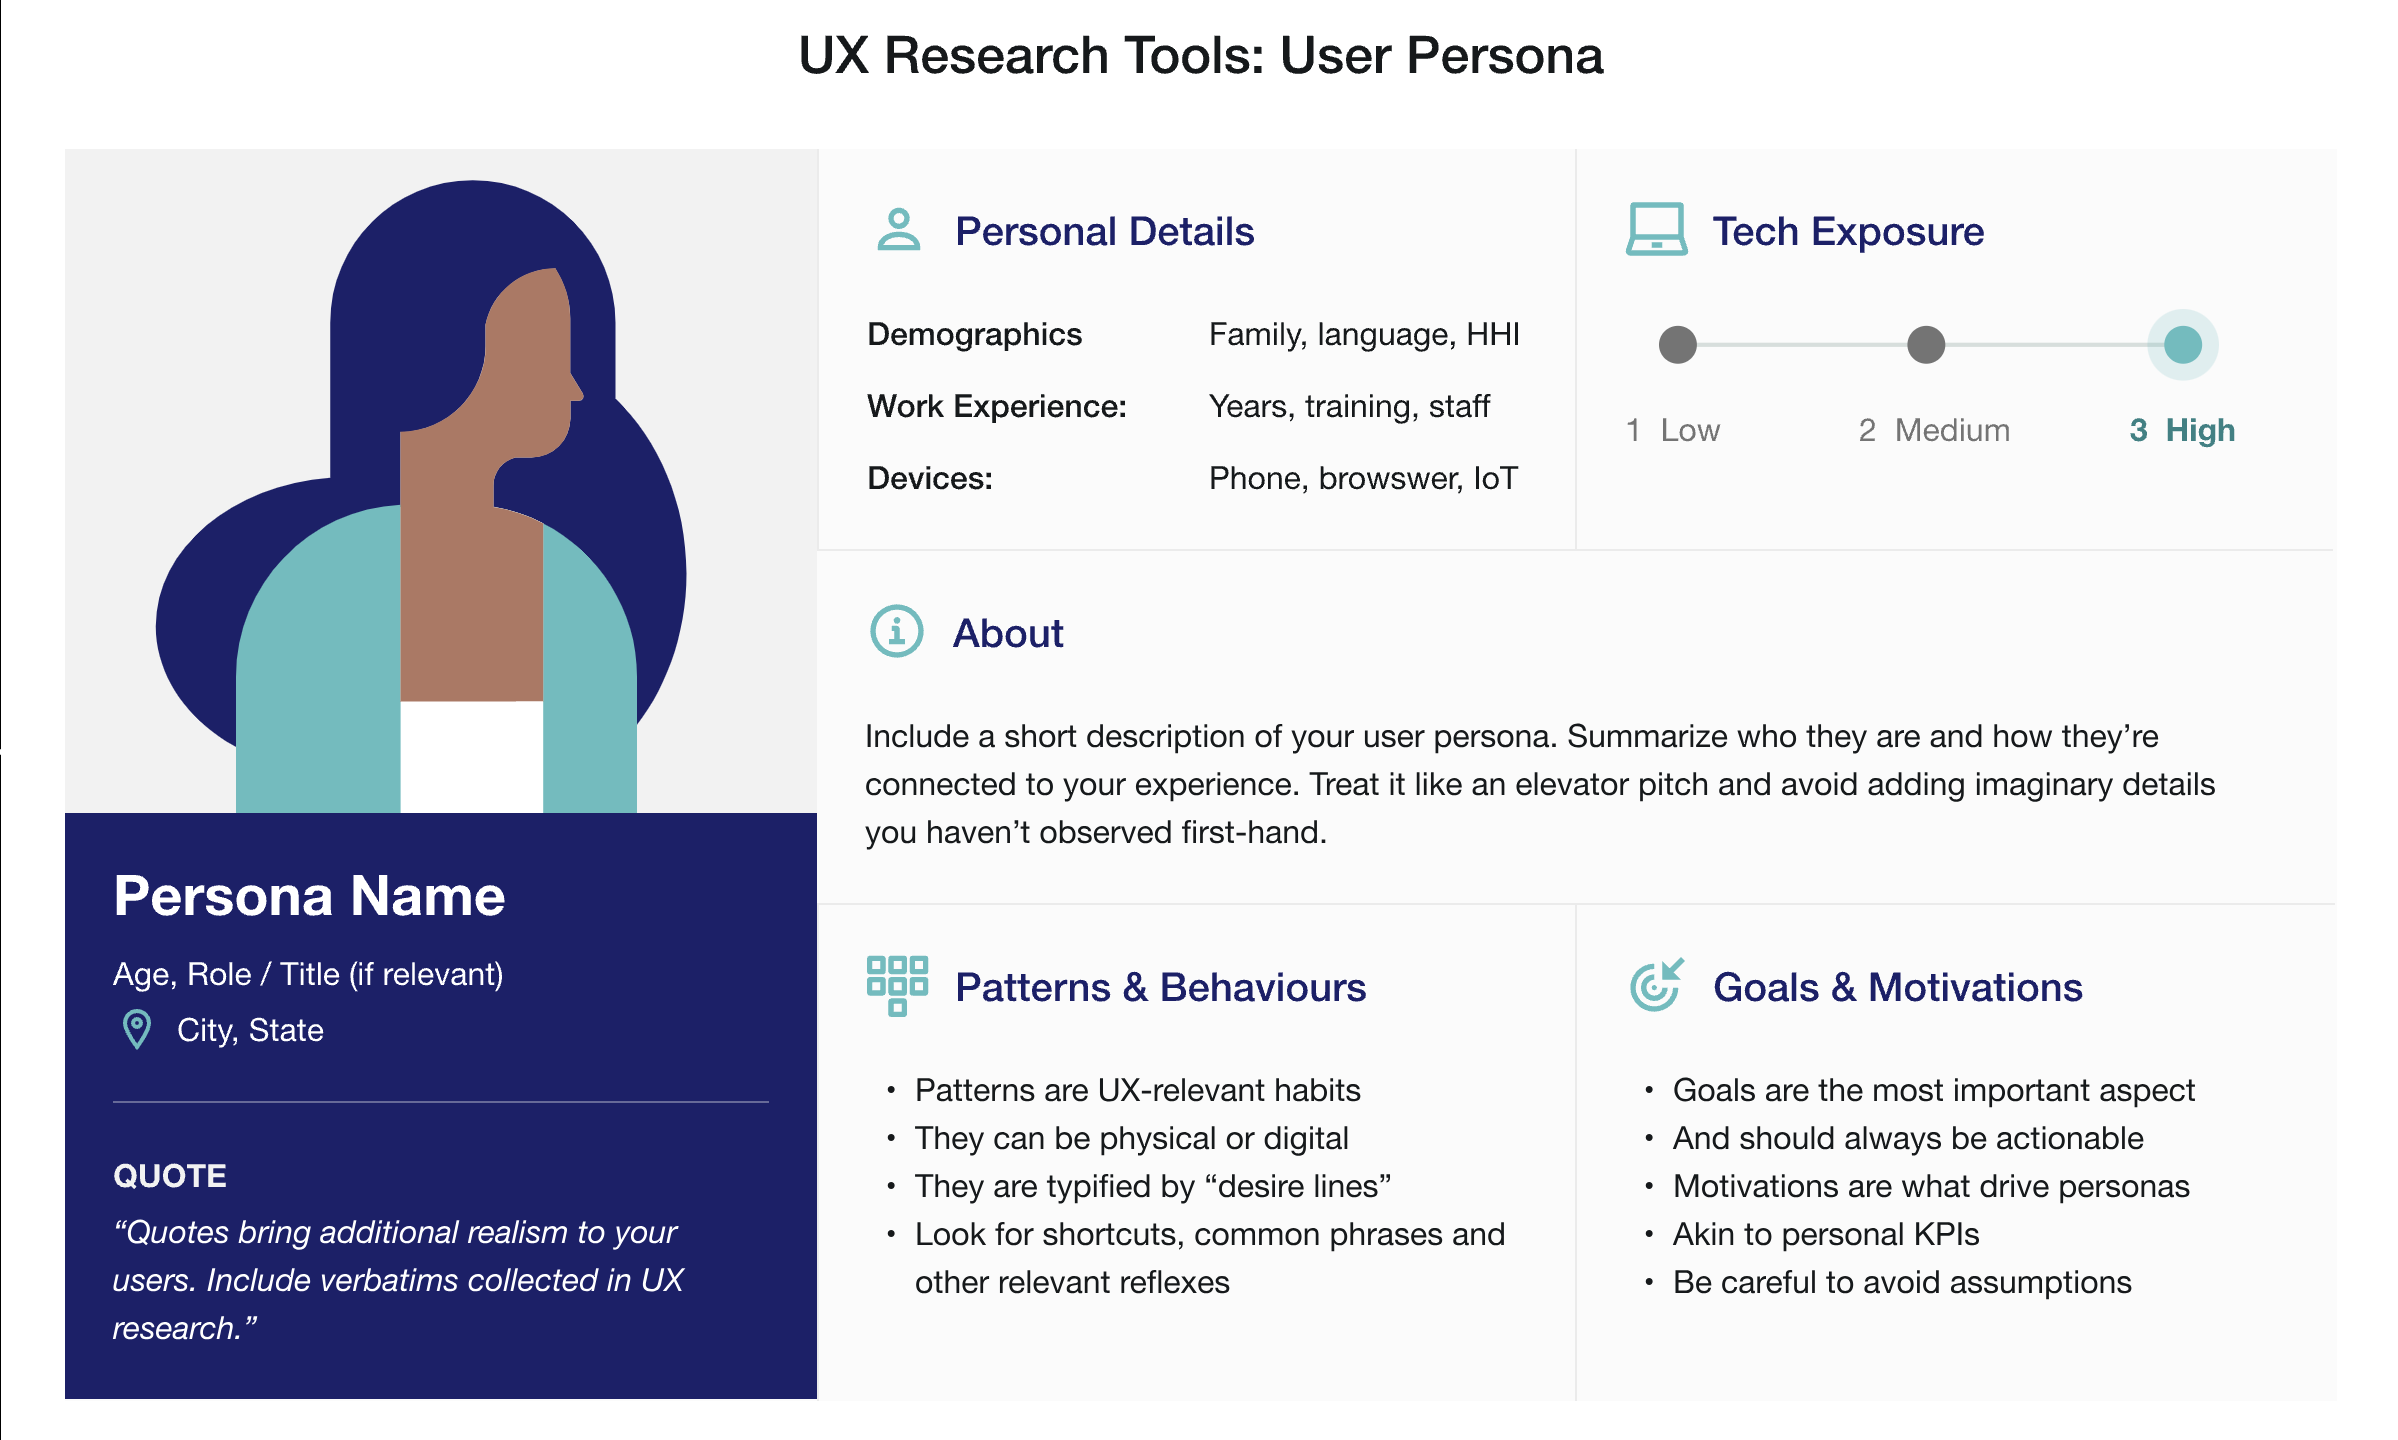 UX Research Tools: User Persona
Persona Name
Age, Role / Title (if relevant)
City, State
QUOTE
“Quotes bring additional realism to your
users. Include verbatims collected in UX
research.”
Personal Details
Demographics Family, language, HHI
Work Experience: Years, training, staff
Devices: Phone, browswer, IoT
Tech Exposure
1 Low 2 Medium 3 High
About
Include a short description of your user persona. Summarize who they are and how they’re
connected to your experience. Treat it like an elevator pitch and avoid adding imaginary details
you haven’t observed first-hand.
Patterns & Behaviours
• Patterns are UX-relevant habits
• They can be physical or digital
• They are typified by “desire lines”
• Look for shortcuts, common phrases and
other relevant reflexes
Goals & Motivations
• Goals are the most important aspect
• And should always be actionable
• Motivations are what drive personas
• Akin to personal KPIs
• Be careful to avoid assumptions